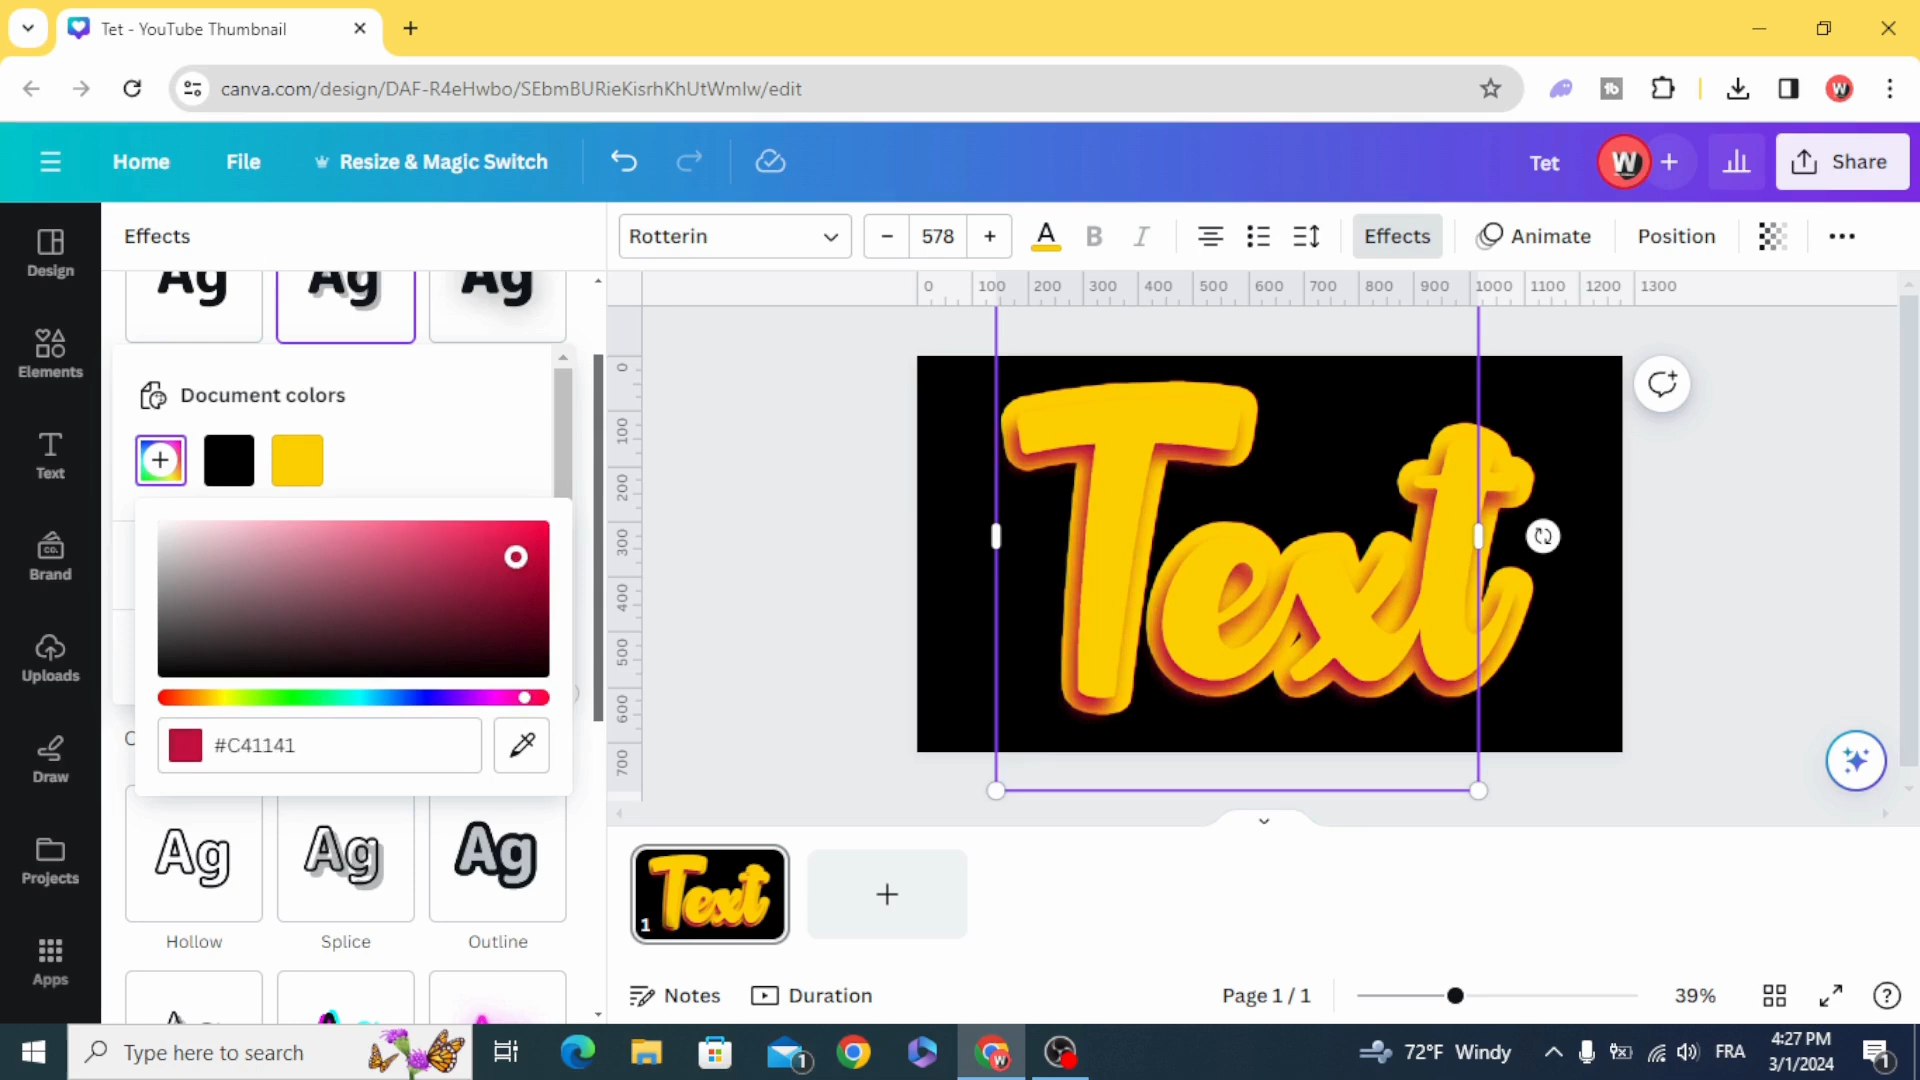 Tet - YouTube Thumbnail
canva.com/design/DAF-R4eHwbo/SEbmBURieKisrhKhUtWmIw/edit
Home File Resize & Magic Switch Tet W Share
Effects
Rotterin 578 A B I Effects Animate Position
Design
Elements
Text
Brand
Uploads
Draw
Projects
Apps
Ag Ag Ag
Document colors
#C41141
Ag Ag Ag
Hollow Splice Outline
0 100 200 300 400 500 600 700 800 900 1000 1100 1200 1300
0
100
200
300
400
500
600
700
Text
Text
1
Notes Duration Page 1 / 1 39%
Type here to search
1
72°F Windy FRA
4:27 PM
3/1/2024
1